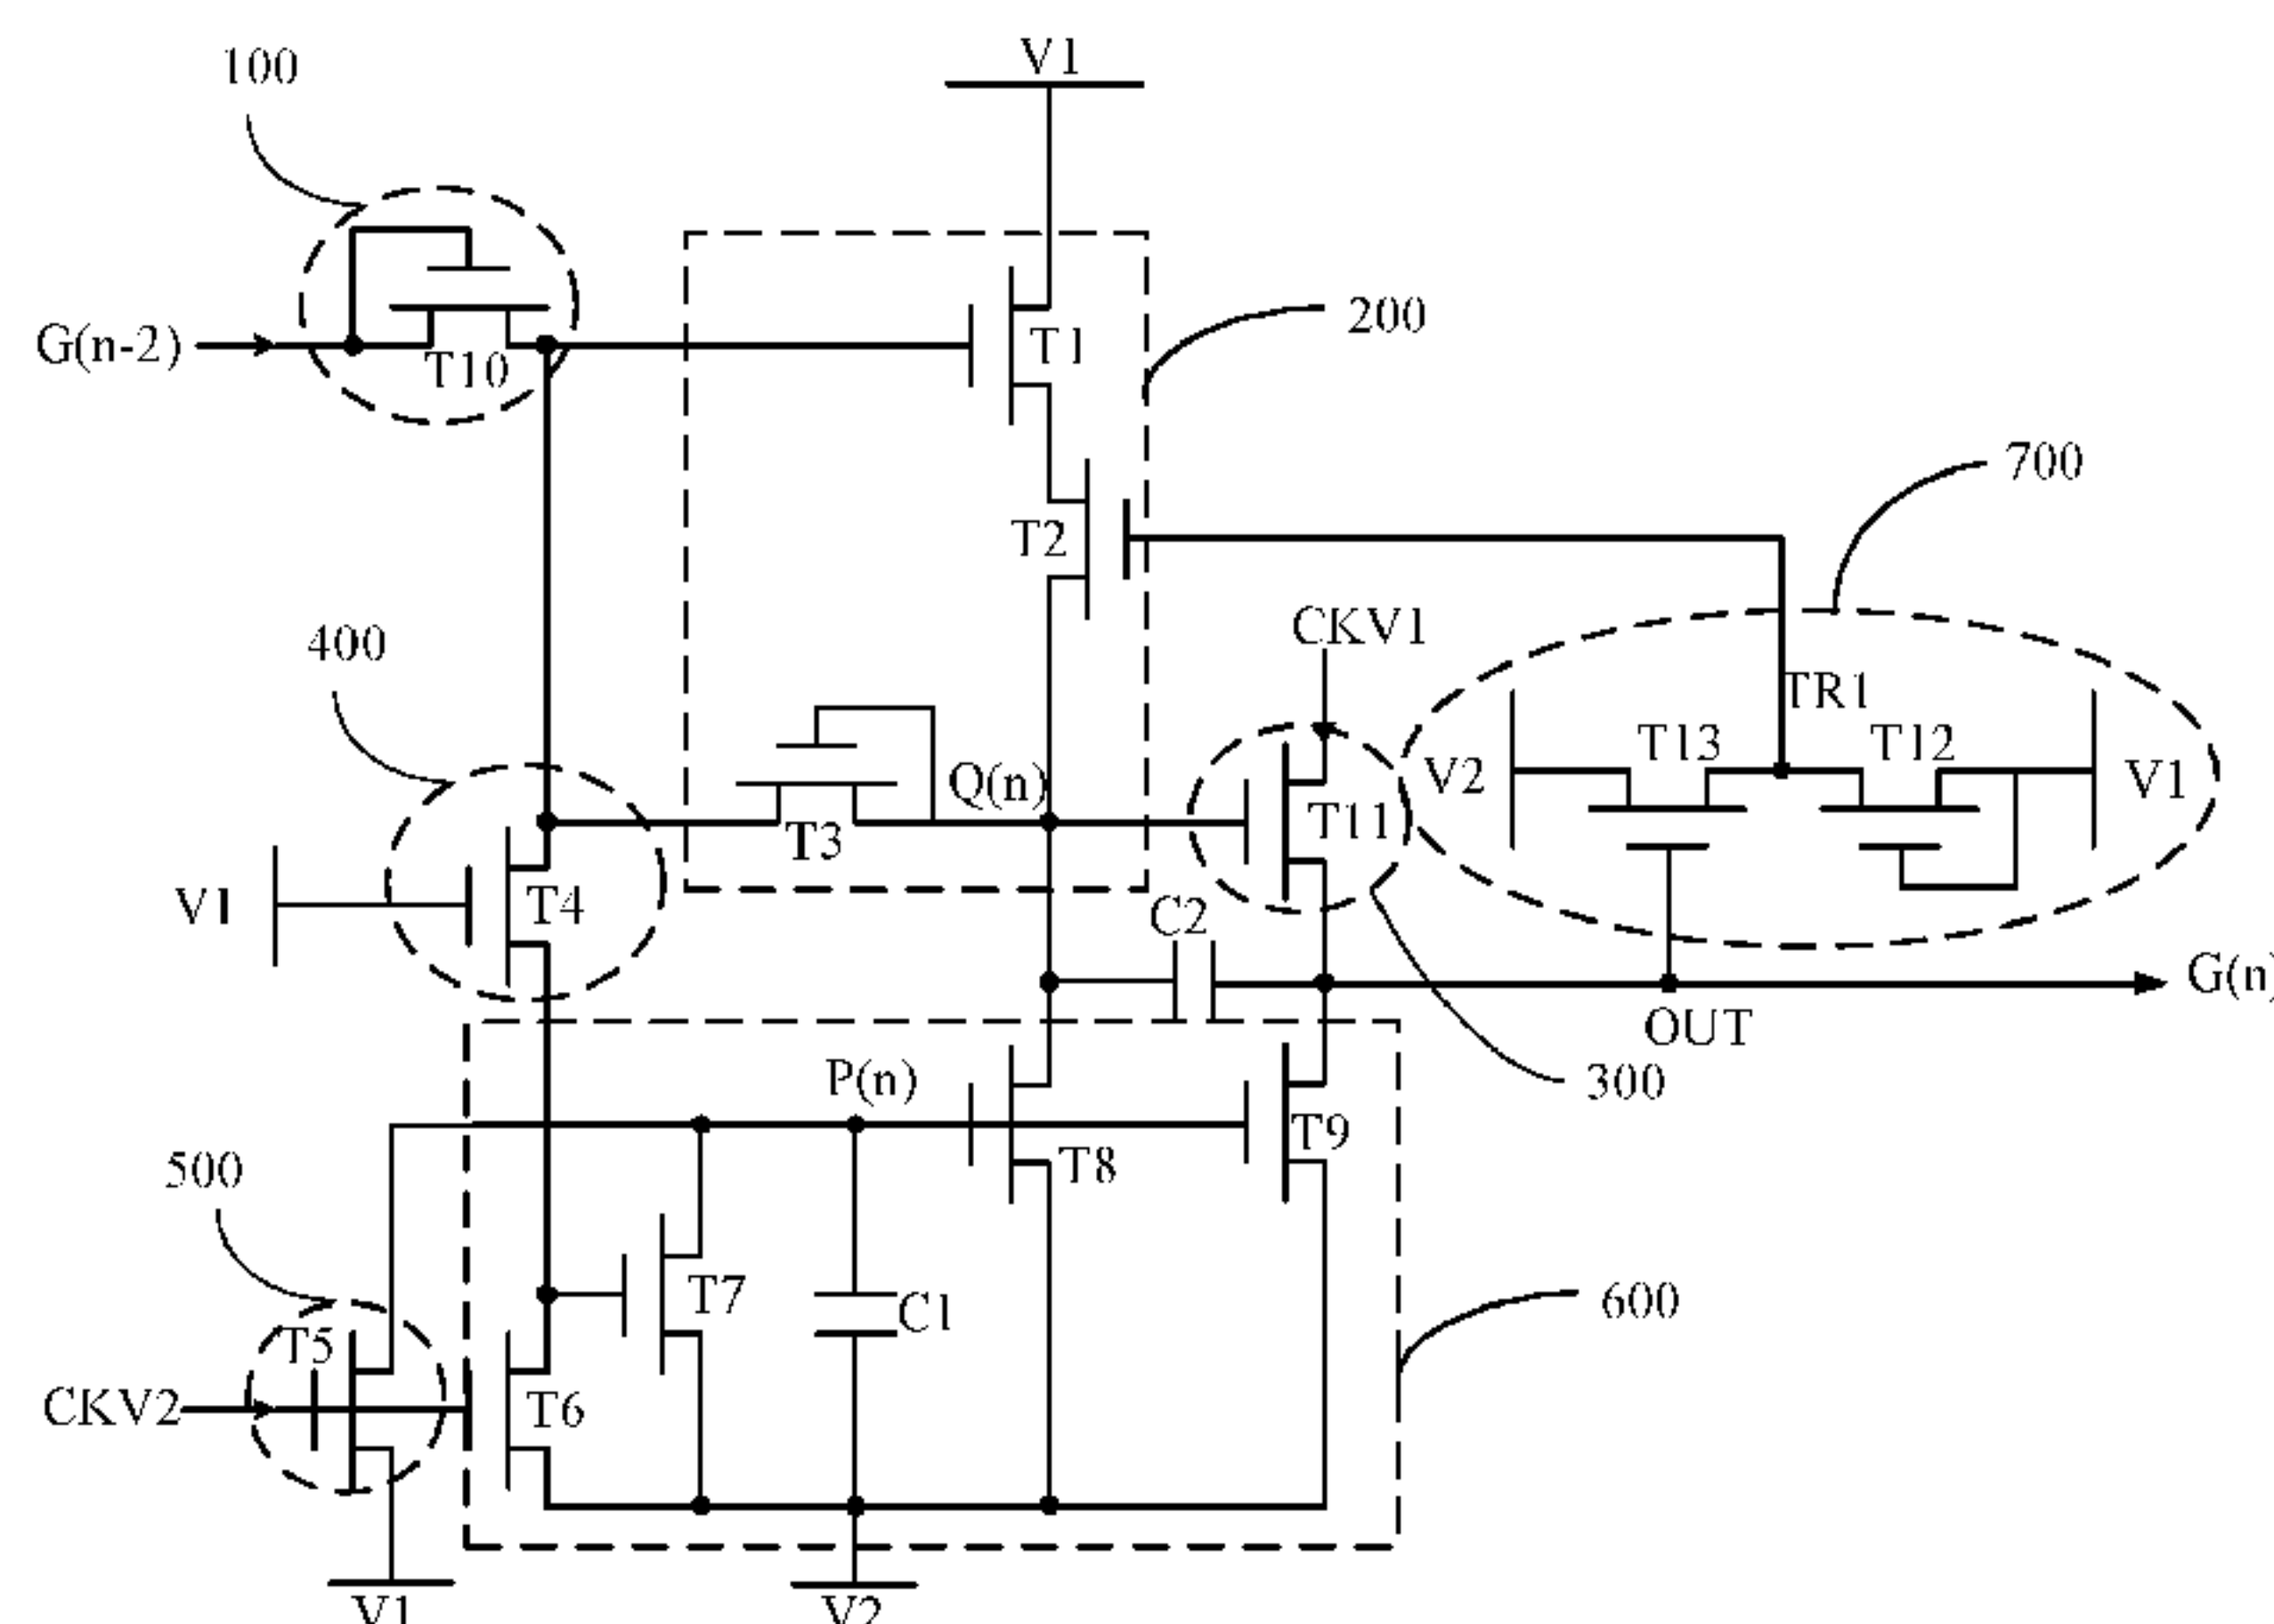 V1
100
G(n-2)
T10
T1
200
700
T2
400
CKV1
TR1
T13
T12
Q(n)
V2
V1
T3
T11
V1
T4
C2
G(n)
OUT
P(n)
300
T9
T8
500
T7
C1
600
T5
CKV2
T6
V1
V2